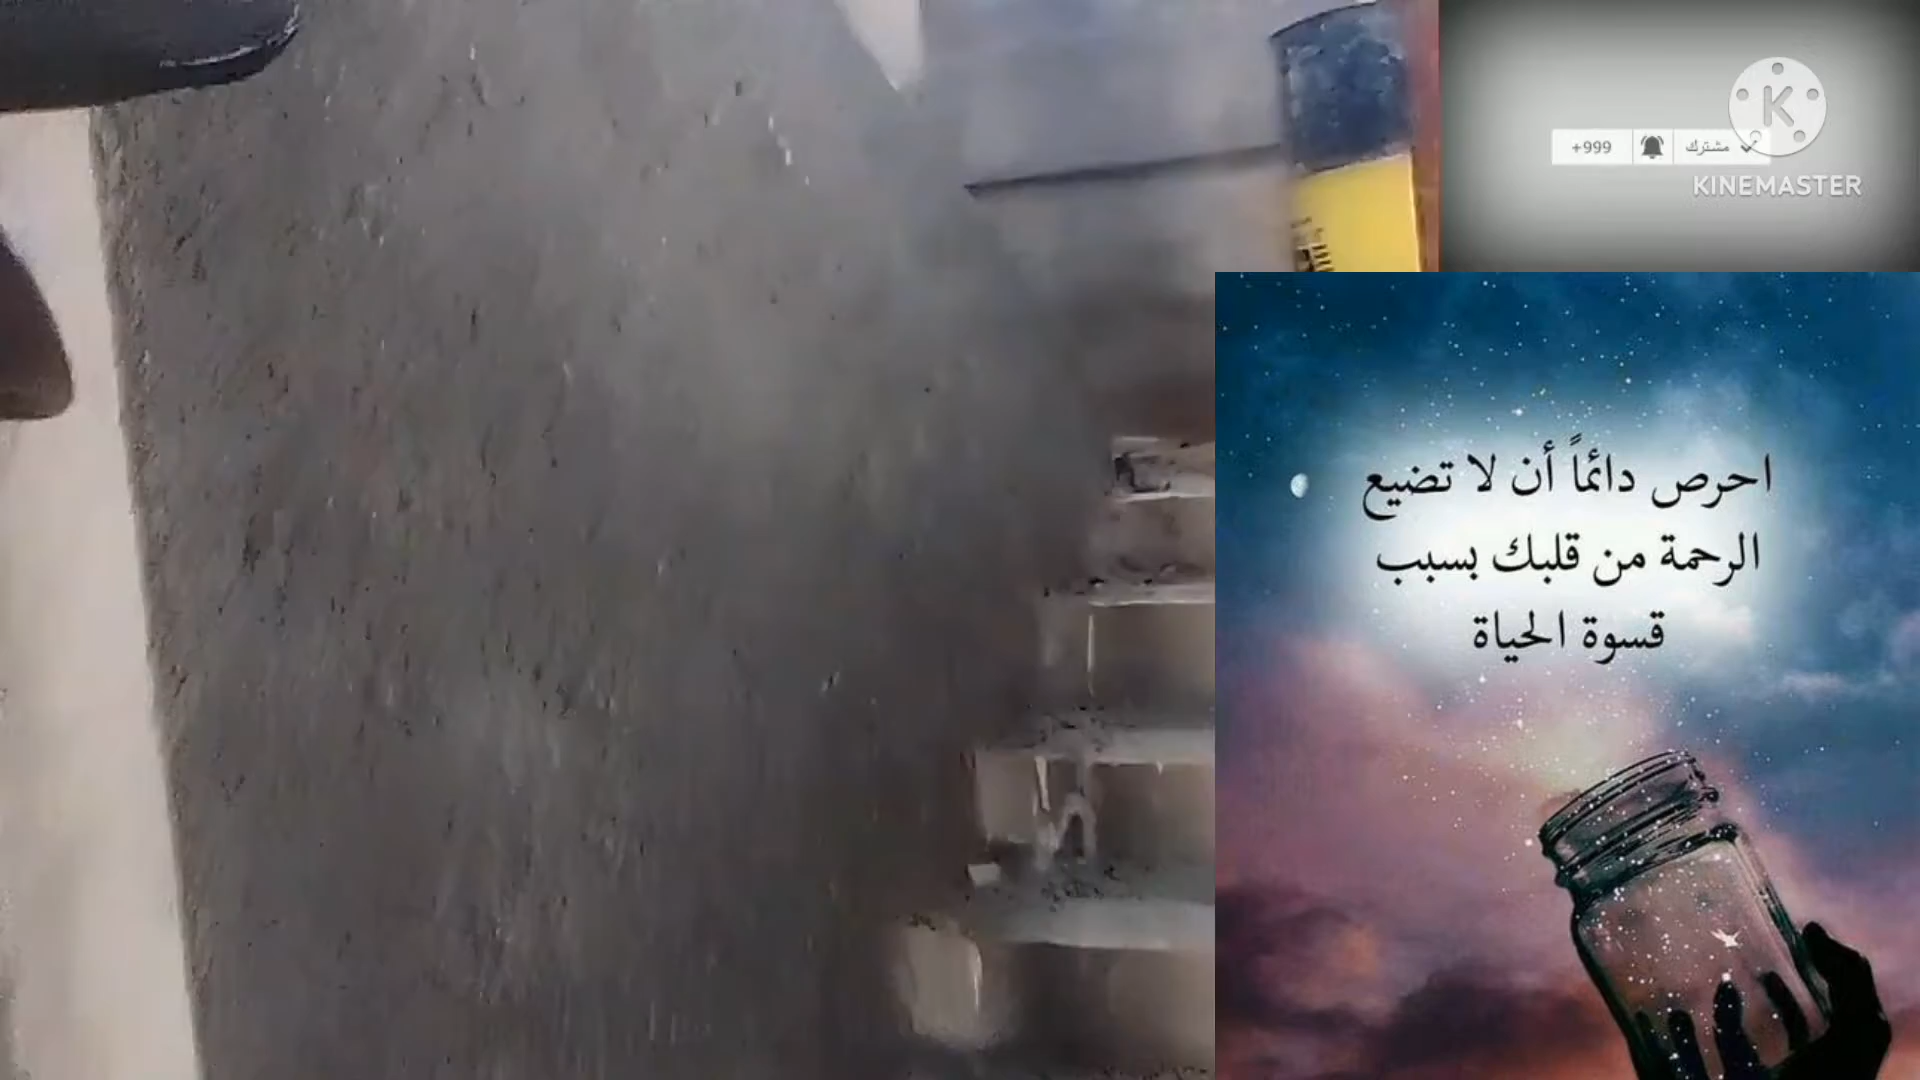 +999
مشترك
KINEMASTER
احرص دائماً أن لا تضيع
الرحمة من قلبك بسبب
قسوة الحياة